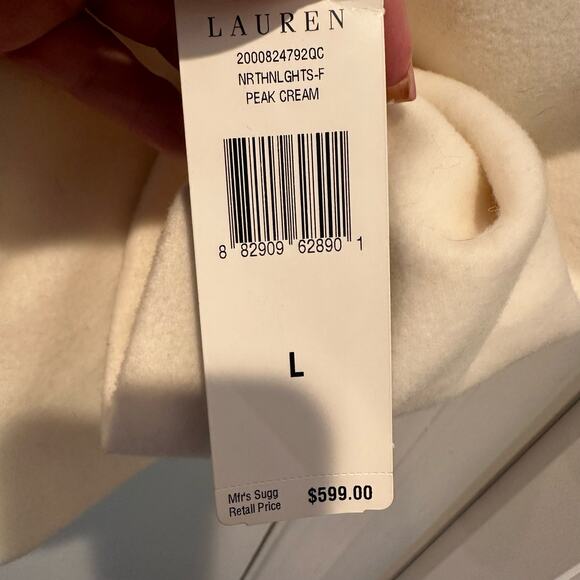 LAUREN
2000824792QC
NRTHNLGHTS-F
PEAK CREAM
8 82909 62890 1
L
Mfr's Sugg
Retail Price
$599.00